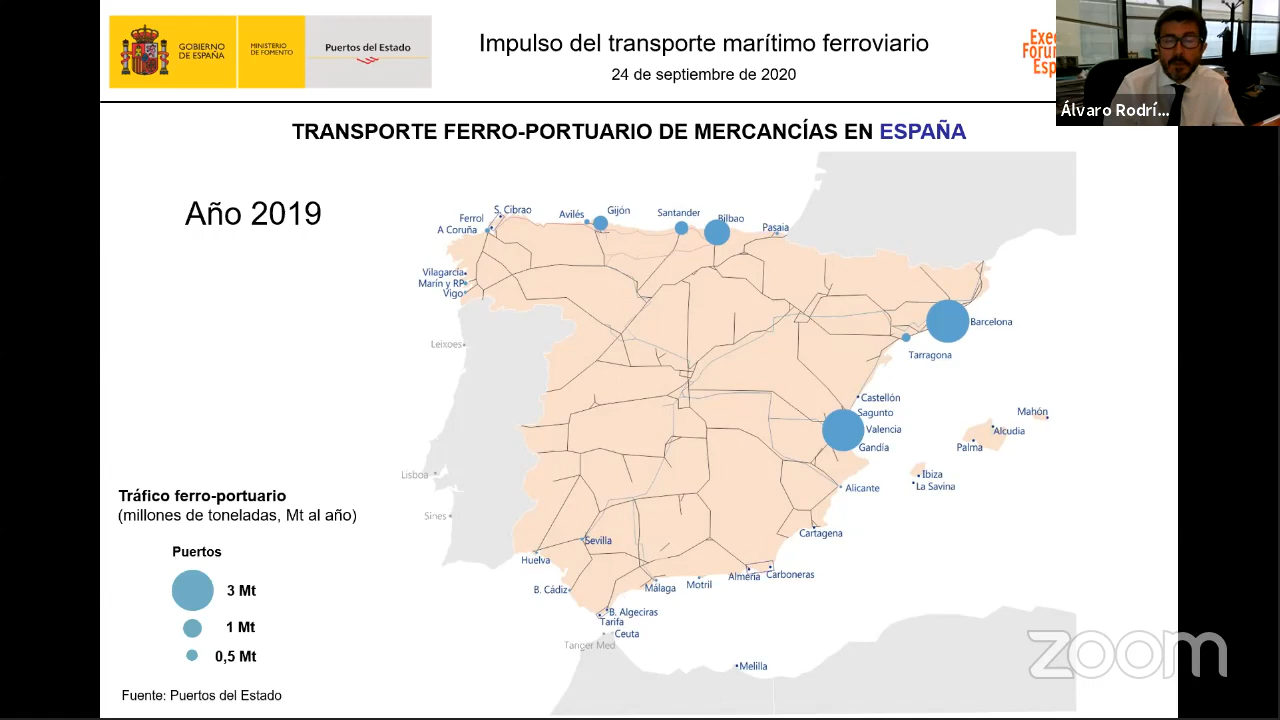 GOBIERNO
DE ESPAÑA
MINISTERIO
DE FOMENTO
Puertos del Estado
Impulso del transporte marítimo ferroviario
24 de septiembre de 2020
Exec
Foru
Esp
Álvaro Rodrí...
TRANSPORTE FERRO-PORTUARIO DE MERCANCÍAS EN ESPAÑA
Año 2019
S. Cibrao
Ferrol
A Coruña
Avilés
Gijón
Santander
Bilbao
Pasaia
Vilagarcía
Marín y RP
Vigo
Leixoes
Barcelona
Tarragona
Castellón
Sagunto
Valencia
Gandía
Mahón
Alcudia
Palma
Ibiza
La Savina
Alicante
Cartagena
Lisboa
Sines
Sevilla
Huelva
B. Cádiz
Málaga
Motril
Almería
Carboneras
B. Algeciras
Tarifa
Ceuta
Tanger Med.
Melilla
Tráfico ferro-portuario
(millones de toneladas, Mt al año)
Puertos
3 Mt
1 Mt
0,5 Mt
Fuente: Puertos del Estado
zoom